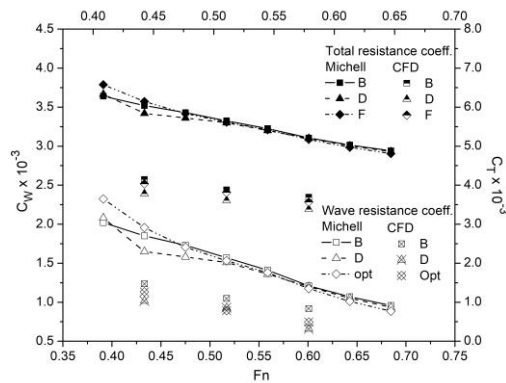 0.40 0.45 0.50 0.55 0.60 0.65 0.70 0.75
4.5 8.0
4.0 7.0
3.5 6.0
3.0 5.0
2.5 4.0
2.0 3.0
1.5 2.0
1.0 1.0
0.5 0.0
0.35 0.40 0.45 0.50 0.55 0.60 0.65 0.70 0.75
Fn
C_W x 10^-3
C_T x 10^-3
Total resistance coeff.
Michell CFD
B B
D D
F F
Wave resistance coeff.
Michell CFD
B B
D D
opt Opt